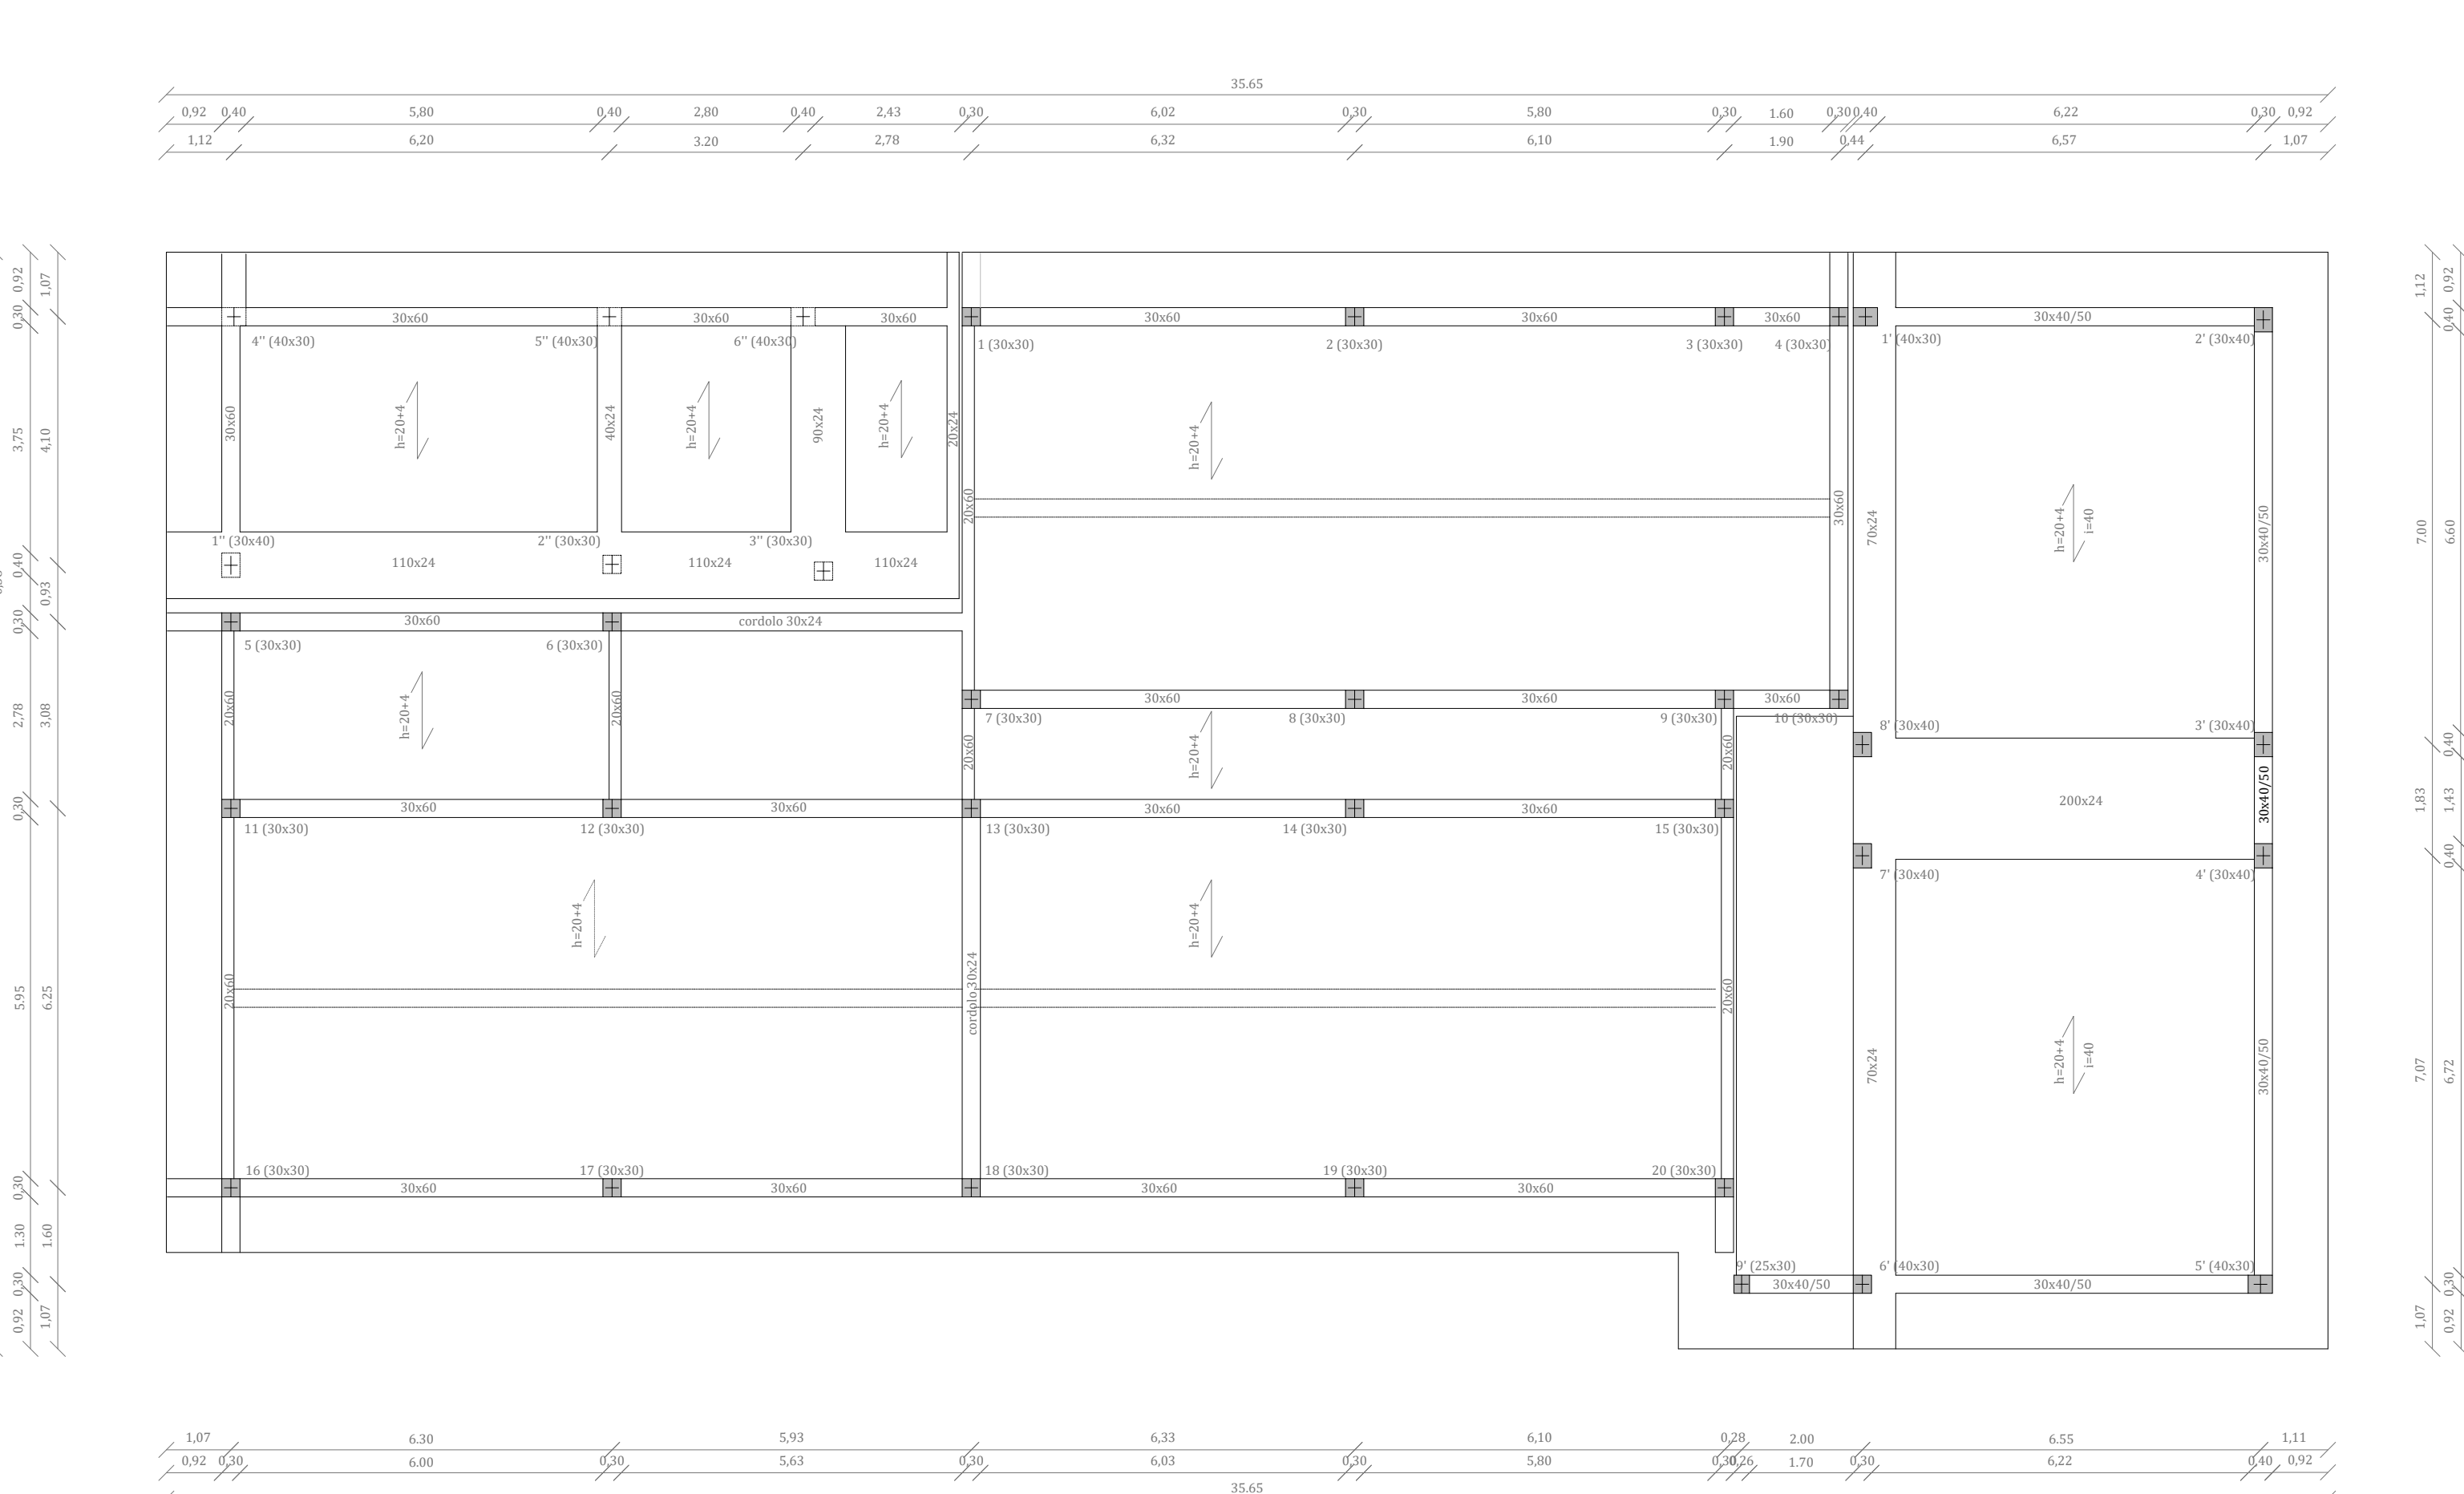 35.65
0,92 0,40 5,80 0,40 2,80 0,40 2,43 0,30 6,02 0,30 5,80 0,30 1.60 0,30 0,40 6,22 0,30 0,92
1,12 6,20 3.20 2,78 6,32 6,10 1.90 0,44 6,57 1,07
0,92 0,30 3,75 0,40 0,30 2,78 0,30 5.95 0,30 1.30 0,30 0,92
1,07 4,10 0,93 3,08 6.25 1.60 1,07
30x60 30x60 30x60 30x60 30x60 30x60 30x40/50
4'' (40x30) 5'' (40x30) 6'' (40x30) 1 (30x30) 2 (30x30) 3 (30x30) 4 (30x30) 1' (40x30) 2' (30x40)
30x60 h=20+4 40x24 h=20+4 90x24 h=20+4 20x24 h=20+4
20x60 30x60 70x24 h=20+4 i=40 30x40/50
1'' (30x40) 2'' (30x30) 3'' (30x30)
110x24 110x24 110x24
30x60 cordolo 30x24
5 (30x30) 6 (30x30)
20x60 h=20+4 20x60
30x60 30x60 30x60
7 (30x30) 8 (30x30) 9 (30x30) 10 (30x30) 8' (30x40) 3' (30x40)
20x60 h=20+4 20x60
200x24 30x40/50
30x60 30x60 30x60 30x60
11 (30x30) 12 (30x30) 13 (30x30) 14 (30x30) 15 (30x30)
7' (30x40) 4' (30x40)
h=20+4 h=20+4
20x60 cordolo 30x24 20x60
70x24 h=20+4 i=40 30x40/50
16 (30x30) 17 (30x30) 18 (30x30) 19 (30x30) 20 (30x30)
30x60 30x60 30x60 30x60
9' (25x30) 6' (40x30) 5' (40x30)
30x40/50 30x40/50
1,12 7.00 1,83 7,07 1,07
0,92 0,40 6.60 0,40 1,43 0,40 6,72 0,30 0,92
1,07 6.30 5,93 6,33 6,10 0,28 2.00 6.55 1,11
0,92 0,30 6.00 0,30 5,63 0,30 6,03 0,30 5,80 0,30 0,26 1.70 0,30 6,22 0,40 0,92
35.65